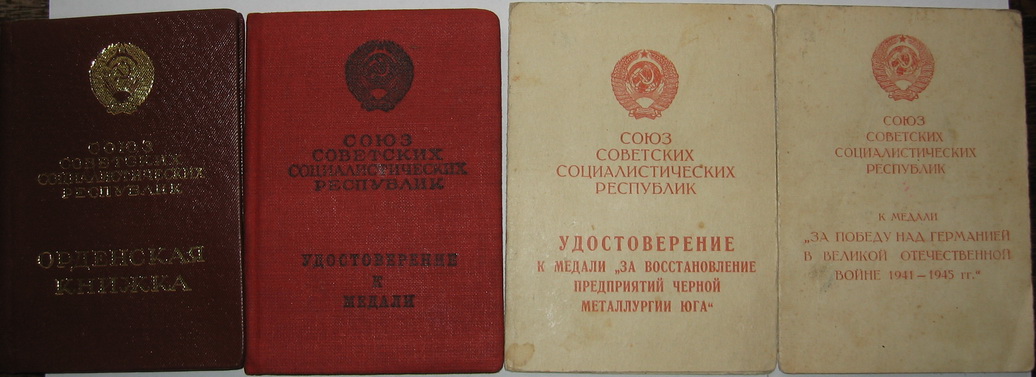 СОЮЗ
СОВЕТСКИХ
СОЦИАЛИСТИЧЕСКИХ
РЕСПУБЛИК
ОРДЕНСКАЯ
КНИЖКА
СОЮЗ
СОВЕТСКИХ
СОЦИАЛИСТИЧЕСКИХ
РЕСПУБЛИК
УДОСТОВЕРЕНИЕ
К
МЕДАЛИ
СОЮЗ
СОВЕТСКИХ
СОЦИАЛИСТИЧЕСКИХ
РЕСПУБЛИК
УДОСТОВЕРЕНИЕ
К МЕДАЛИ „ЗА ВОССТАНОВЛЕНИЕ
ПРЕДПРИЯТИЙ ЧЕРНОЙ
МЕТАЛЛУРГИИ ЮГА“
СОЮЗ
СОВЕТСКИХ
СОЦИАЛИСТИЧЕСКИХ
РЕСПУБЛИК
К МЕДАЛИ
„ЗА ПОБЕДУ НАД ГЕРМАНИЕЙ
В ВЕЛИКОЙ ОТЕЧЕСТВЕННОЙ
ВОЙНЕ 1941—1945 гг.“